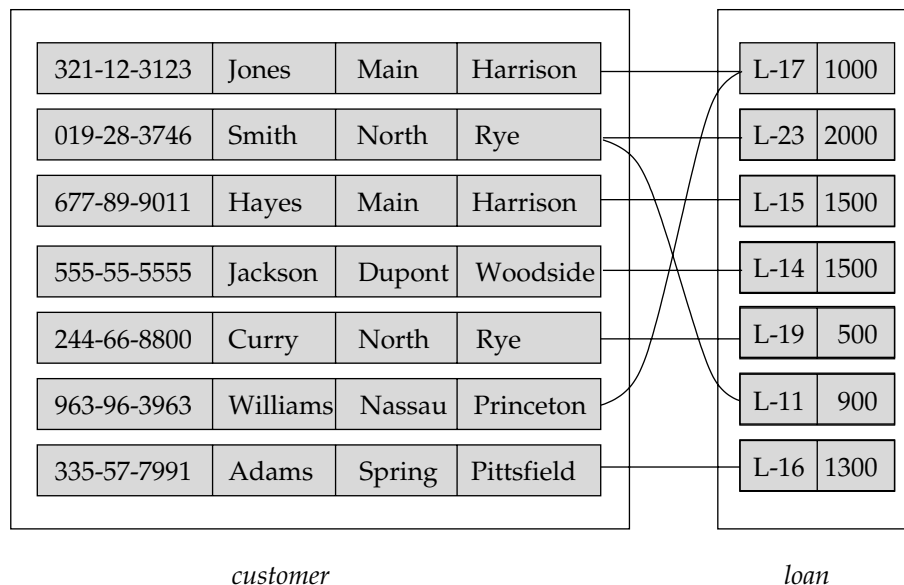 321-12-3123 Jones Main Harrison L-17 1000
019-28-3746 Smith North Rye L-23 2000
677-89-9011 Hayes Main Harrison L-15 1500
555-55-5555 Jackson Dupont Woodside L-14 1500
244-66-8800 Curry North Rye L-19 500
963-96-3963 Williams Nassau Princeton L-11 900
335-57-7991 Adams Spring Pittsfield L-16 1300
customer loan